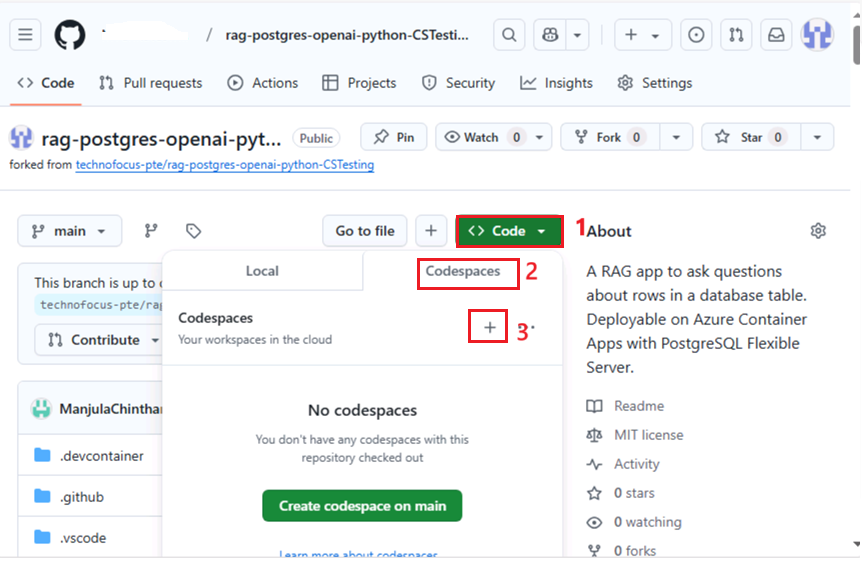 / rag-postgres-openai-python-CSTesti...
Code Pull requests Actions Projects Security Insights Settings
rag-postgres-openai-pyt... Public Pin Watch 0 Fork 0 Star 0
forked from technofocus-pte/rag-postgres-openai-python-CSTesting
main Go to file + Code 1 About
Local Codespaces 2
This branch is up to
technofocus-pte/rag
Contribute
Codespaces
Your workspaces in the cloud
+ 3
A RAG app to ask questions
about rows in a database table.
Deployable on Azure Container
Apps with PostgreSQL Flexible
Server.
No codespaces
You don't have any codespaces with this
repository checked out
Create codespace on main
Learn more about codespaces...
ManjulaChintha
.devcontainer
.github
.vscode
Readme
MIT license
Activity
0 stars
0 watching
0 forks